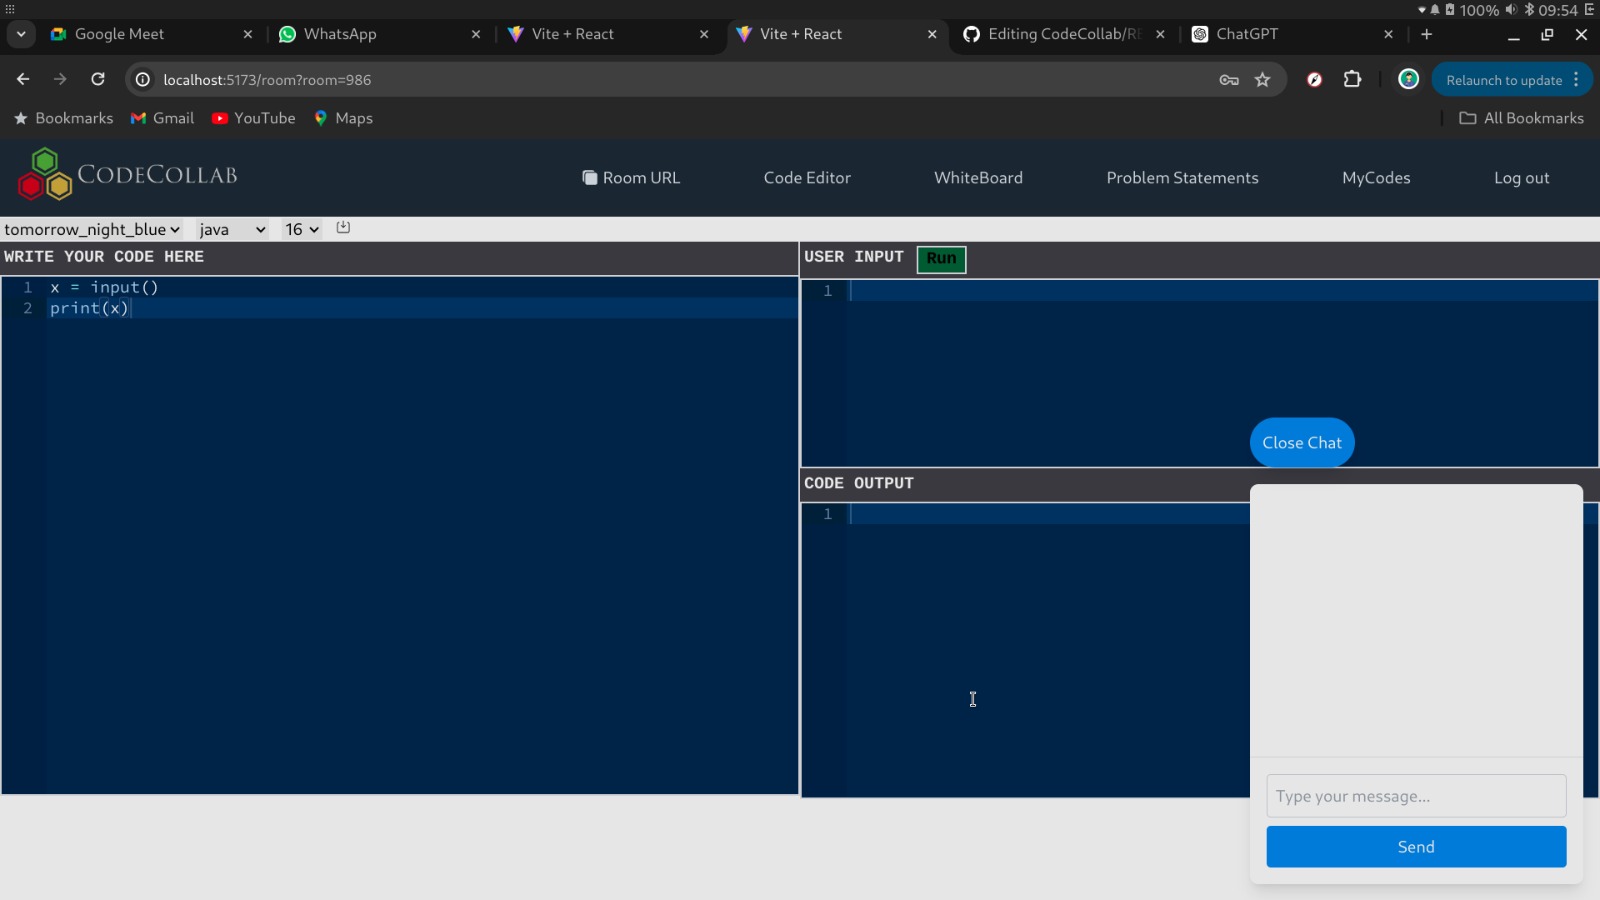 100% 09:54
Google Meet WhatsApp Vite + React Vite + React Editing CodeCollab/RE ChatGPT
localhost:5173/room?room=986 Relaunch to update
Bookmarks Gmail YouTube Maps All Bookmarks
CODECOLLAB Room URL Code Editor WhiteBoard Problem Statements MyCodes Log out
tomorrow_night_blue java 16
WRITE YOUR CODE HERE
1 x = input()
2 print(x)
USER INPUT Run
1
Close Chat
CODE OUTPUT
1
Type your message...
Send